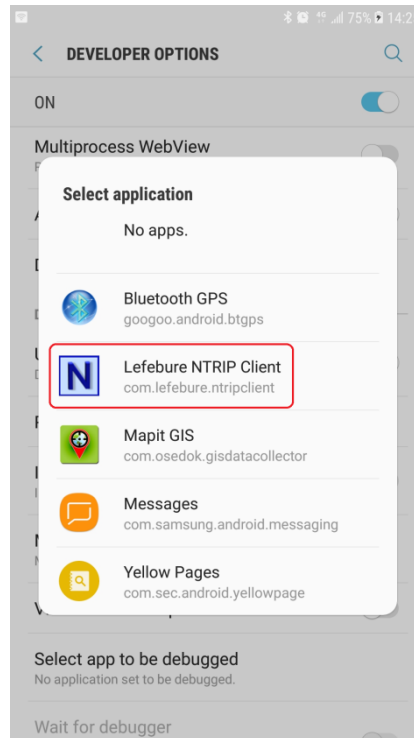 75% 14:2
DEVELOPER OPTIONS
ON
Multiprocess WebView
Select application
No apps.
Bluetooth GPS
googoo.android.btgps
N
Lefebure NTRIP Client
com.lefebure.ntripclient
Mapit GIS
com.osedok.gisdatacollector
Messages
com.samsung.android.messaging
Yellow Pages
com.sec.android.yellowpage
Select app to be debugged
No application set to be debugged.
Wait for debugger